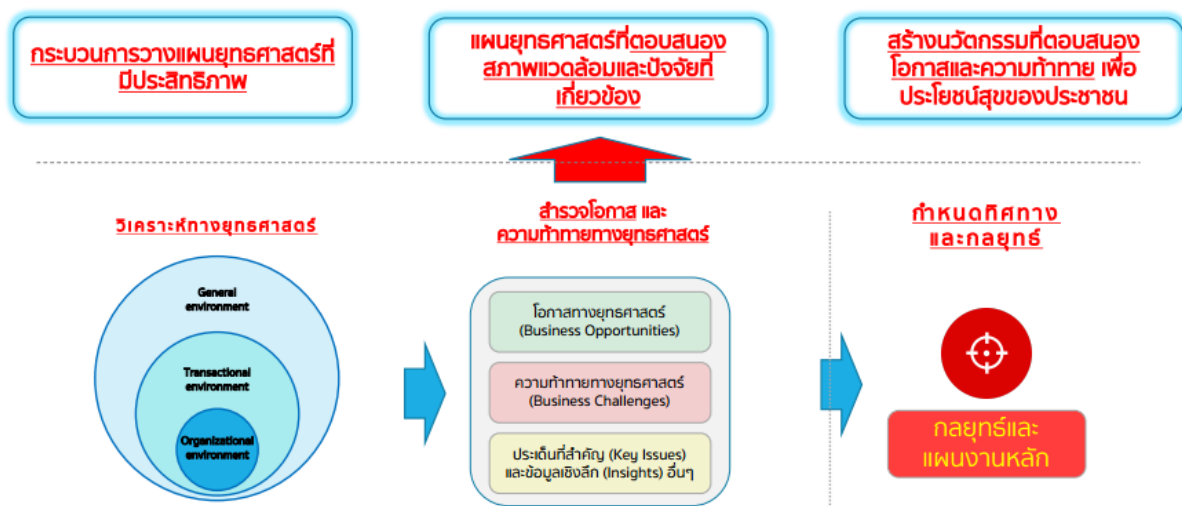 กระบวนการวางแผนยุทธศาสตร์ที่
มีประสิทธิภาพ
แผนยุทธศาสตร์ที่ตอบสนอง
สภาพแวดล้อมและปัจจัยที่
เกี่ยวข้อง
สร้างนวัตกรรมที่ตอบสนอง
โอกาสและความท้าทาย เพื่อ
ประโยชน์สุขของประชาชน
วิเคราะห์ทางยุทธศาสตร์
General
environment
Transactional
environment
Organizational
environment
สำรวจโอกาส และ
ความท้าทายทางยุทธศาสตร์
โอกาสทางยุทธศาสตร์
(Business Opportunities)
ความท้าทายทางยุทธศาสตร์
(Business Challenges)
ประเด็นที่สำคัญ (Key Issues)
และข้อมูลเชิงลึก (Insights) อื่นๆ
กำหนดทิศทาง
และกลยุทธ์
กลยุทธ์และ
แผนงานหลัก